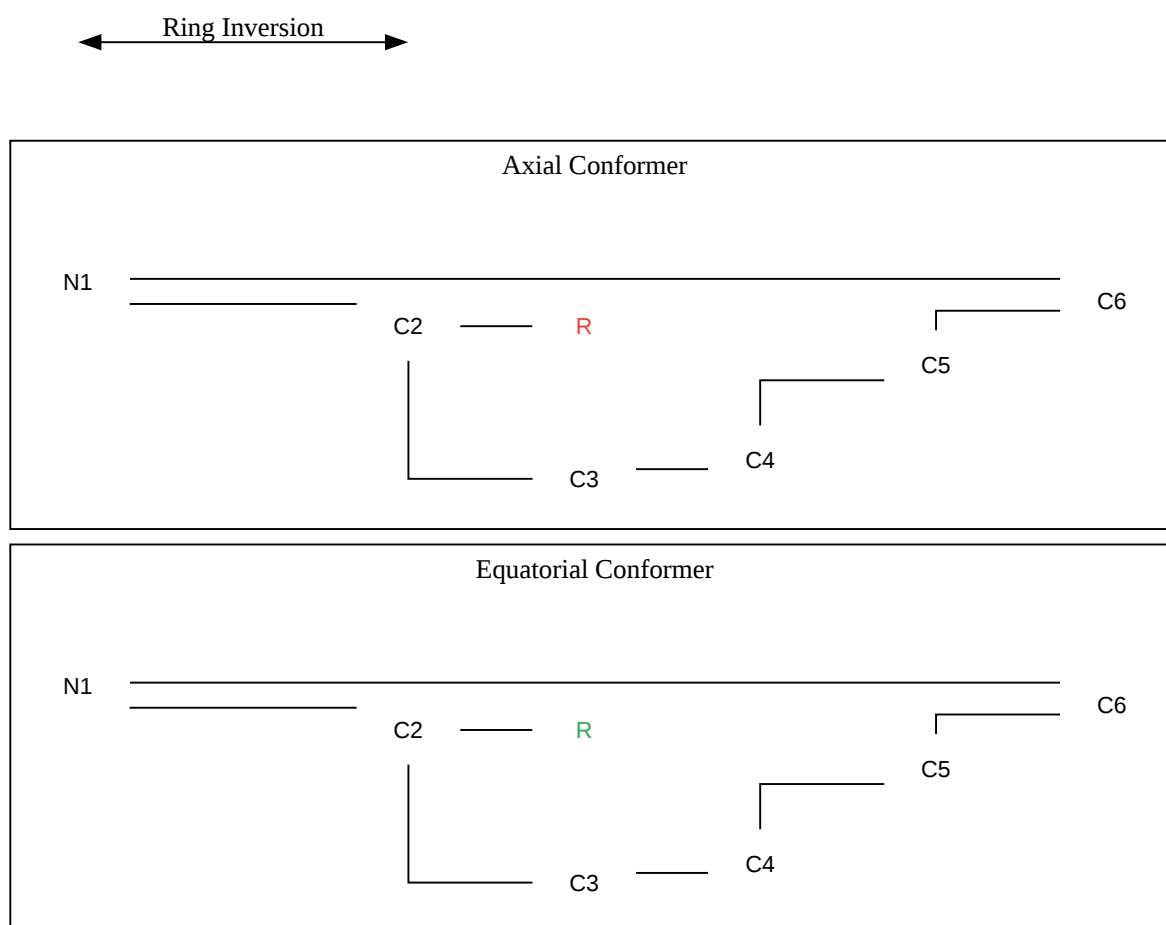 Ring Inversion
Axial Conformer
N1
C6
C2
R
C5
C4
C3
Equatorial Conformer
N1
C6
C2
R
C5
C4
C3